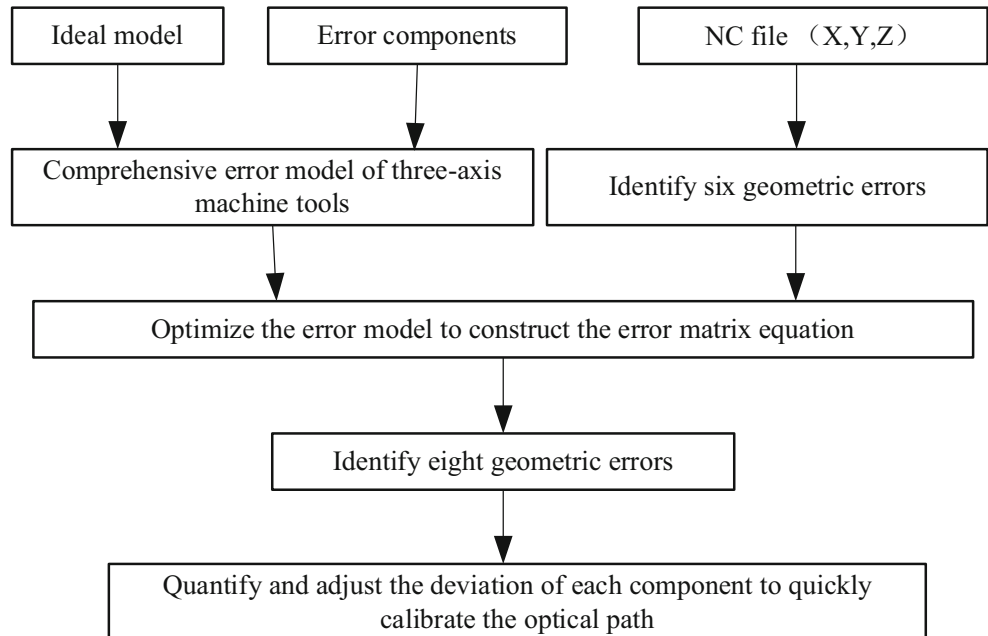 Ideal model
Error components
NC file （X,Y,Z）
Comprehensive error model of three-axis
machine tools
Identify six geometric errors
Optimize the error model to construct the error matrix equation
Identify eight geometric errors
Quantify and adjust the deviation of each component to quickly
calibrate the optical path